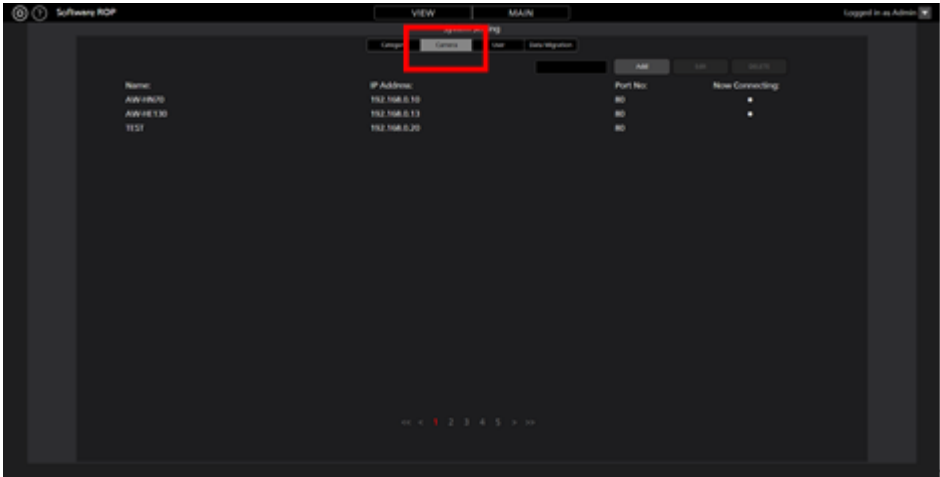 Software ROP
VIEW MAIN
Logged in as Admin
Camera User Data Migration
Add Edit DELETE
Name: IP Address: Port No: Now Connecting:
AW-HN70 192.168.0.10 80
AW-HE130 192.168.0.13 80
TEST 192.168.0.20 80
<< < 1 2 3 4 5 > >>